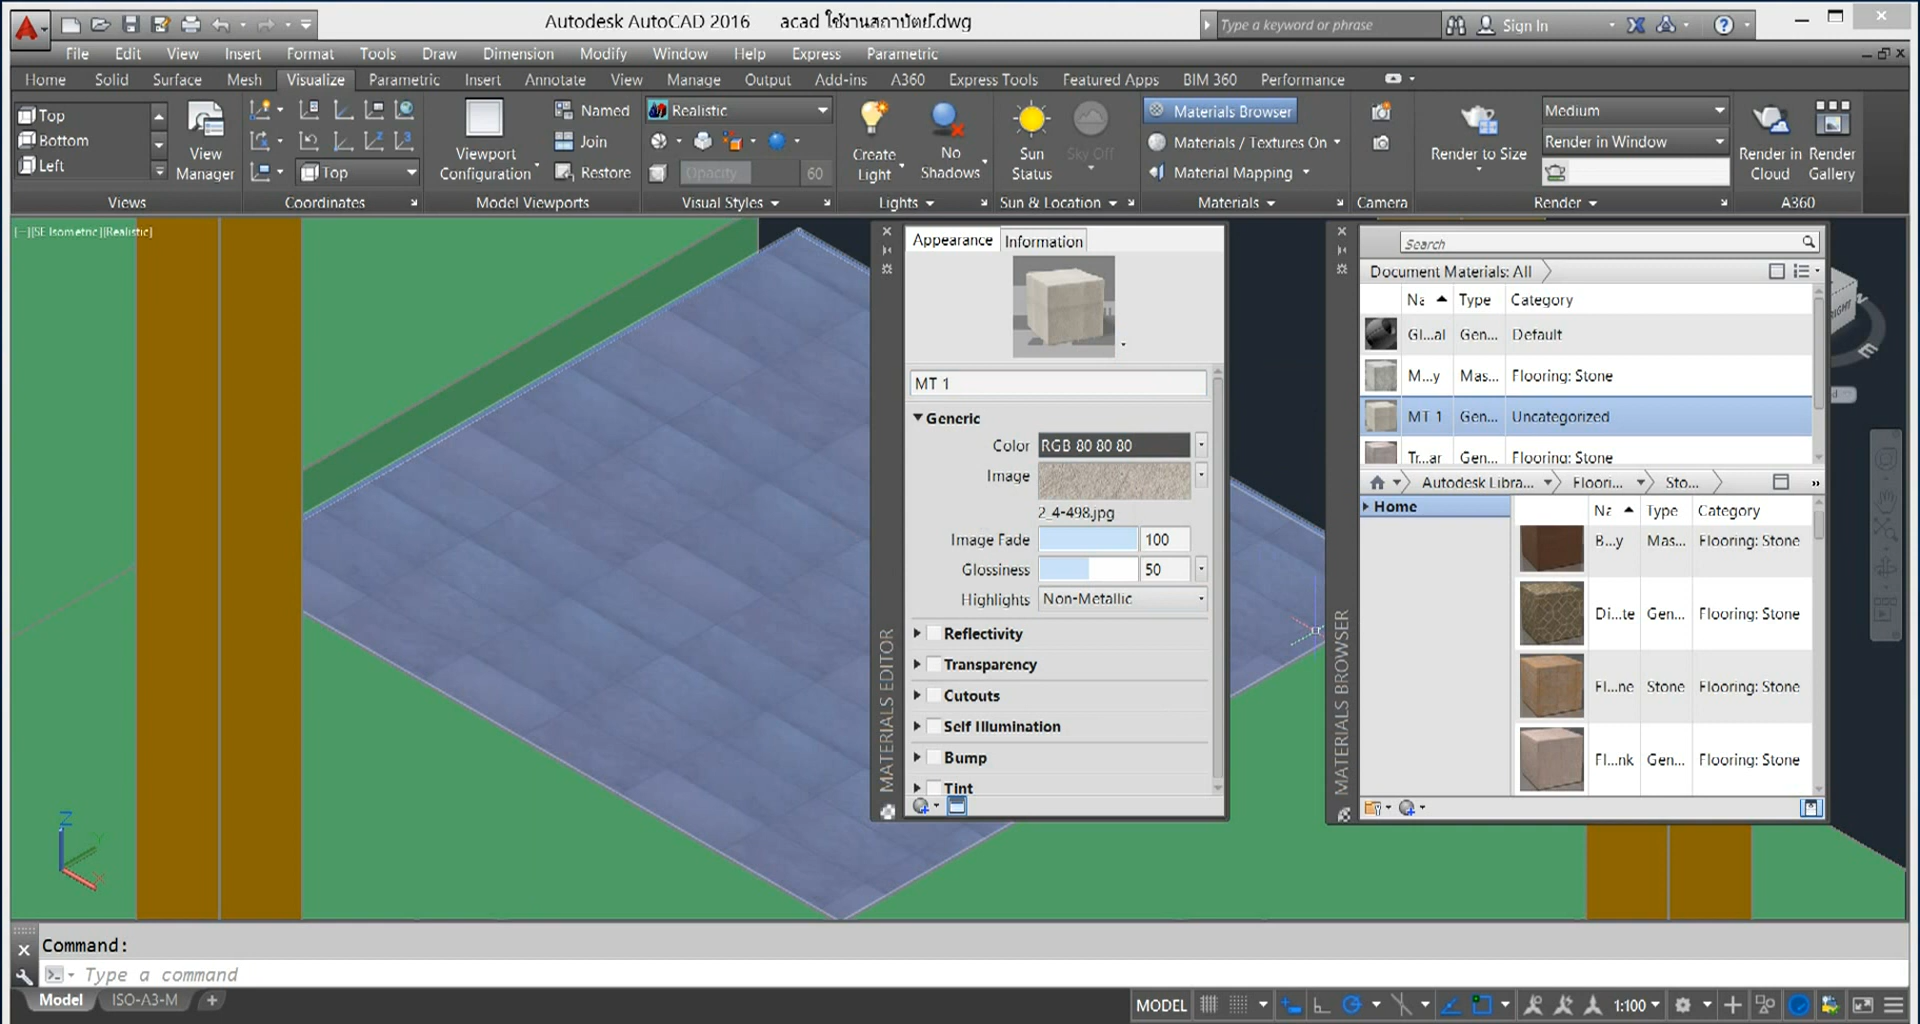 Autodesk AutoCAD 2016 acad ใช้งานสถาปัตย์.dwg
Type a keyword or phrase
Sign In
File Edit View Insert Format Tools Draw Dimension Modify Window Help Express Parametric
Home Solid Surface Mesh Visualize Parametric Insert Annotate View Manage Output Add-ins A360 Express Tools Featured Apps BIM 360 Performance
Top
Bottom
Left
View Manager
Views
Top
Coordinates
Viewport Configuration
Named
Join
Restore
Model Viewports
Realistic
Opacity 60
Visual Styles
Create Light
No Shadows
Lights
Sun Status
Sky Off
Sun & Location
Materials Browser
Materials / Textures On
Material Mapping
Materials
Camera
Render to Size
Medium
Render in Window
Render
Render in Cloud
Render Gallery
A360
[−][SE Isometric][Realistic]
Appearance Information
MT 1
Generic
Color RGB 80 80 80
Image
2_4-498.jpg
Image Fade 100
Glossiness 50
Highlights Non-Metallic
Reflectivity
Transparency
Cutouts
Self Illumination
Bump
Tint
MATERIALS EDITOR
Search
Document Materials: All
Type Category
Gl...al Gen... Default
M...y Mas... Flooring: Stone
MT 1 Gen... Uncategorized
Tr...ar Gen... Flooring: Stone
Autodesk Libra... Floori... Sto...
Home
Type Category
B...y Mas... Flooring: Stone
Di...te Gen... Flooring: Stone
Fl...ne Stone Flooring: Stone
Fl...nk Gen... Flooring: Stone
MATERIALS BROWSER
RIGHT
E
Z
Y
X
Command:
Type a command
Model ISO-A3-M +
MODEL 1:100